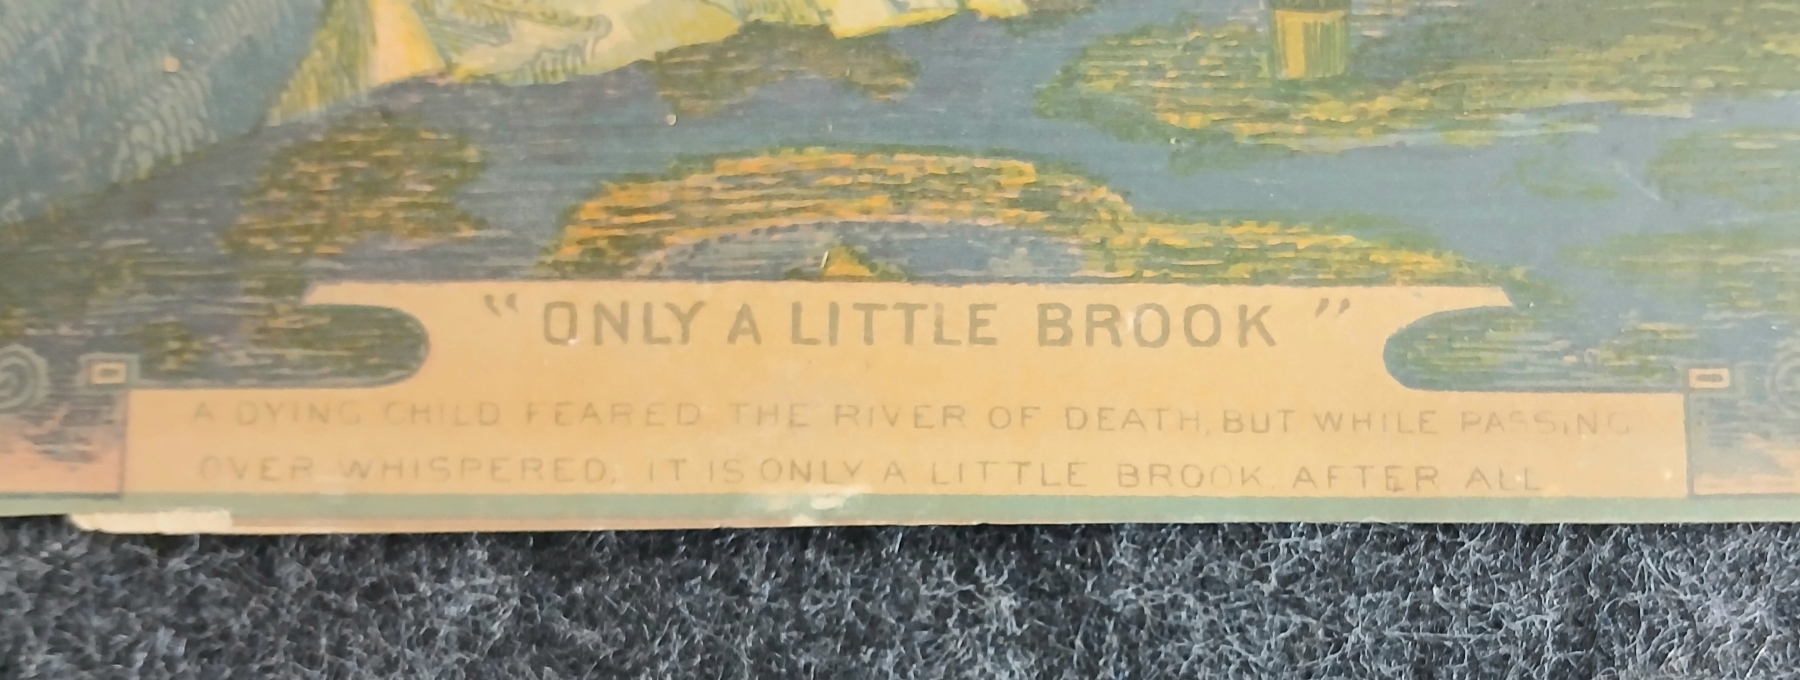 “ ONLY A LITTLE BROOK ”
A DYING CHILD FEARED THE RIVER OF DEATH, BUT WHILE PASSING
OVER WHISPERED, IT IS ONLY A LITTLE BROOK AFTER ALL